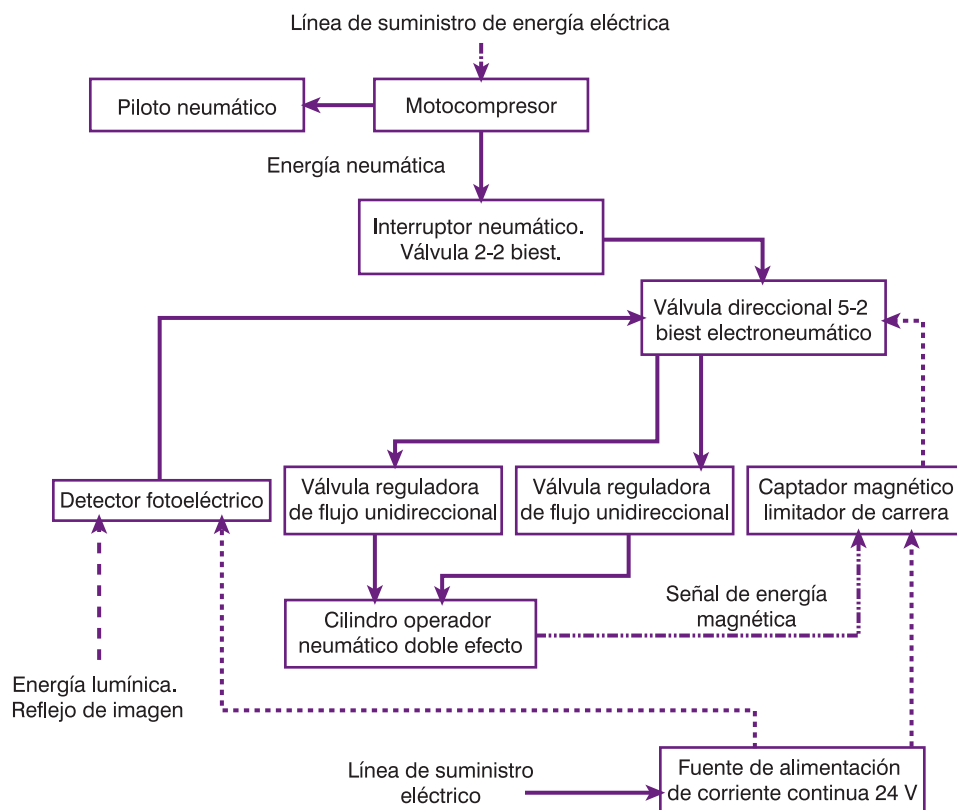 Línea de suministro de energía eléctrica
Piloto neumático
Motocompresor
Energía neumática
Interruptor neumático.
Válvula 2-2 biest.
Válvula direccional 5-2
biest electroneumático
Detector fotoeléctrico
Válvula reguladora
de flujo unidireccional
Válvula reguladora
de flujo unidireccional
Captador magnético
limitador de carrera
Cilindro operador
neumático doble efecto
Señal de energía
magnética
Energía lumínica.
Reflejo de imagen
Línea de suministro
eléctrico
Fuente de alimentación
de corriente continua 24 V